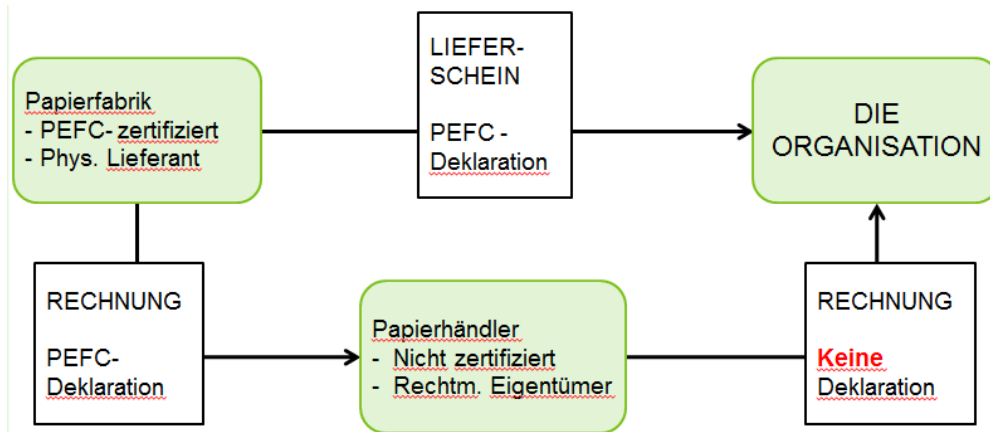 LIEFER-
SCHEIN
PEFC -
Deklaration
Papierfabrik
- PEFC- zertifiziert
- Phys. Lieferant
DIE
ORGANISATION
RECHNUNG
PEFC-
Deklaration
Papierhändler
- Nicht zertifiziert
- Rechtm. Eigentümer
RECHNUNG
Keine
Deklaration